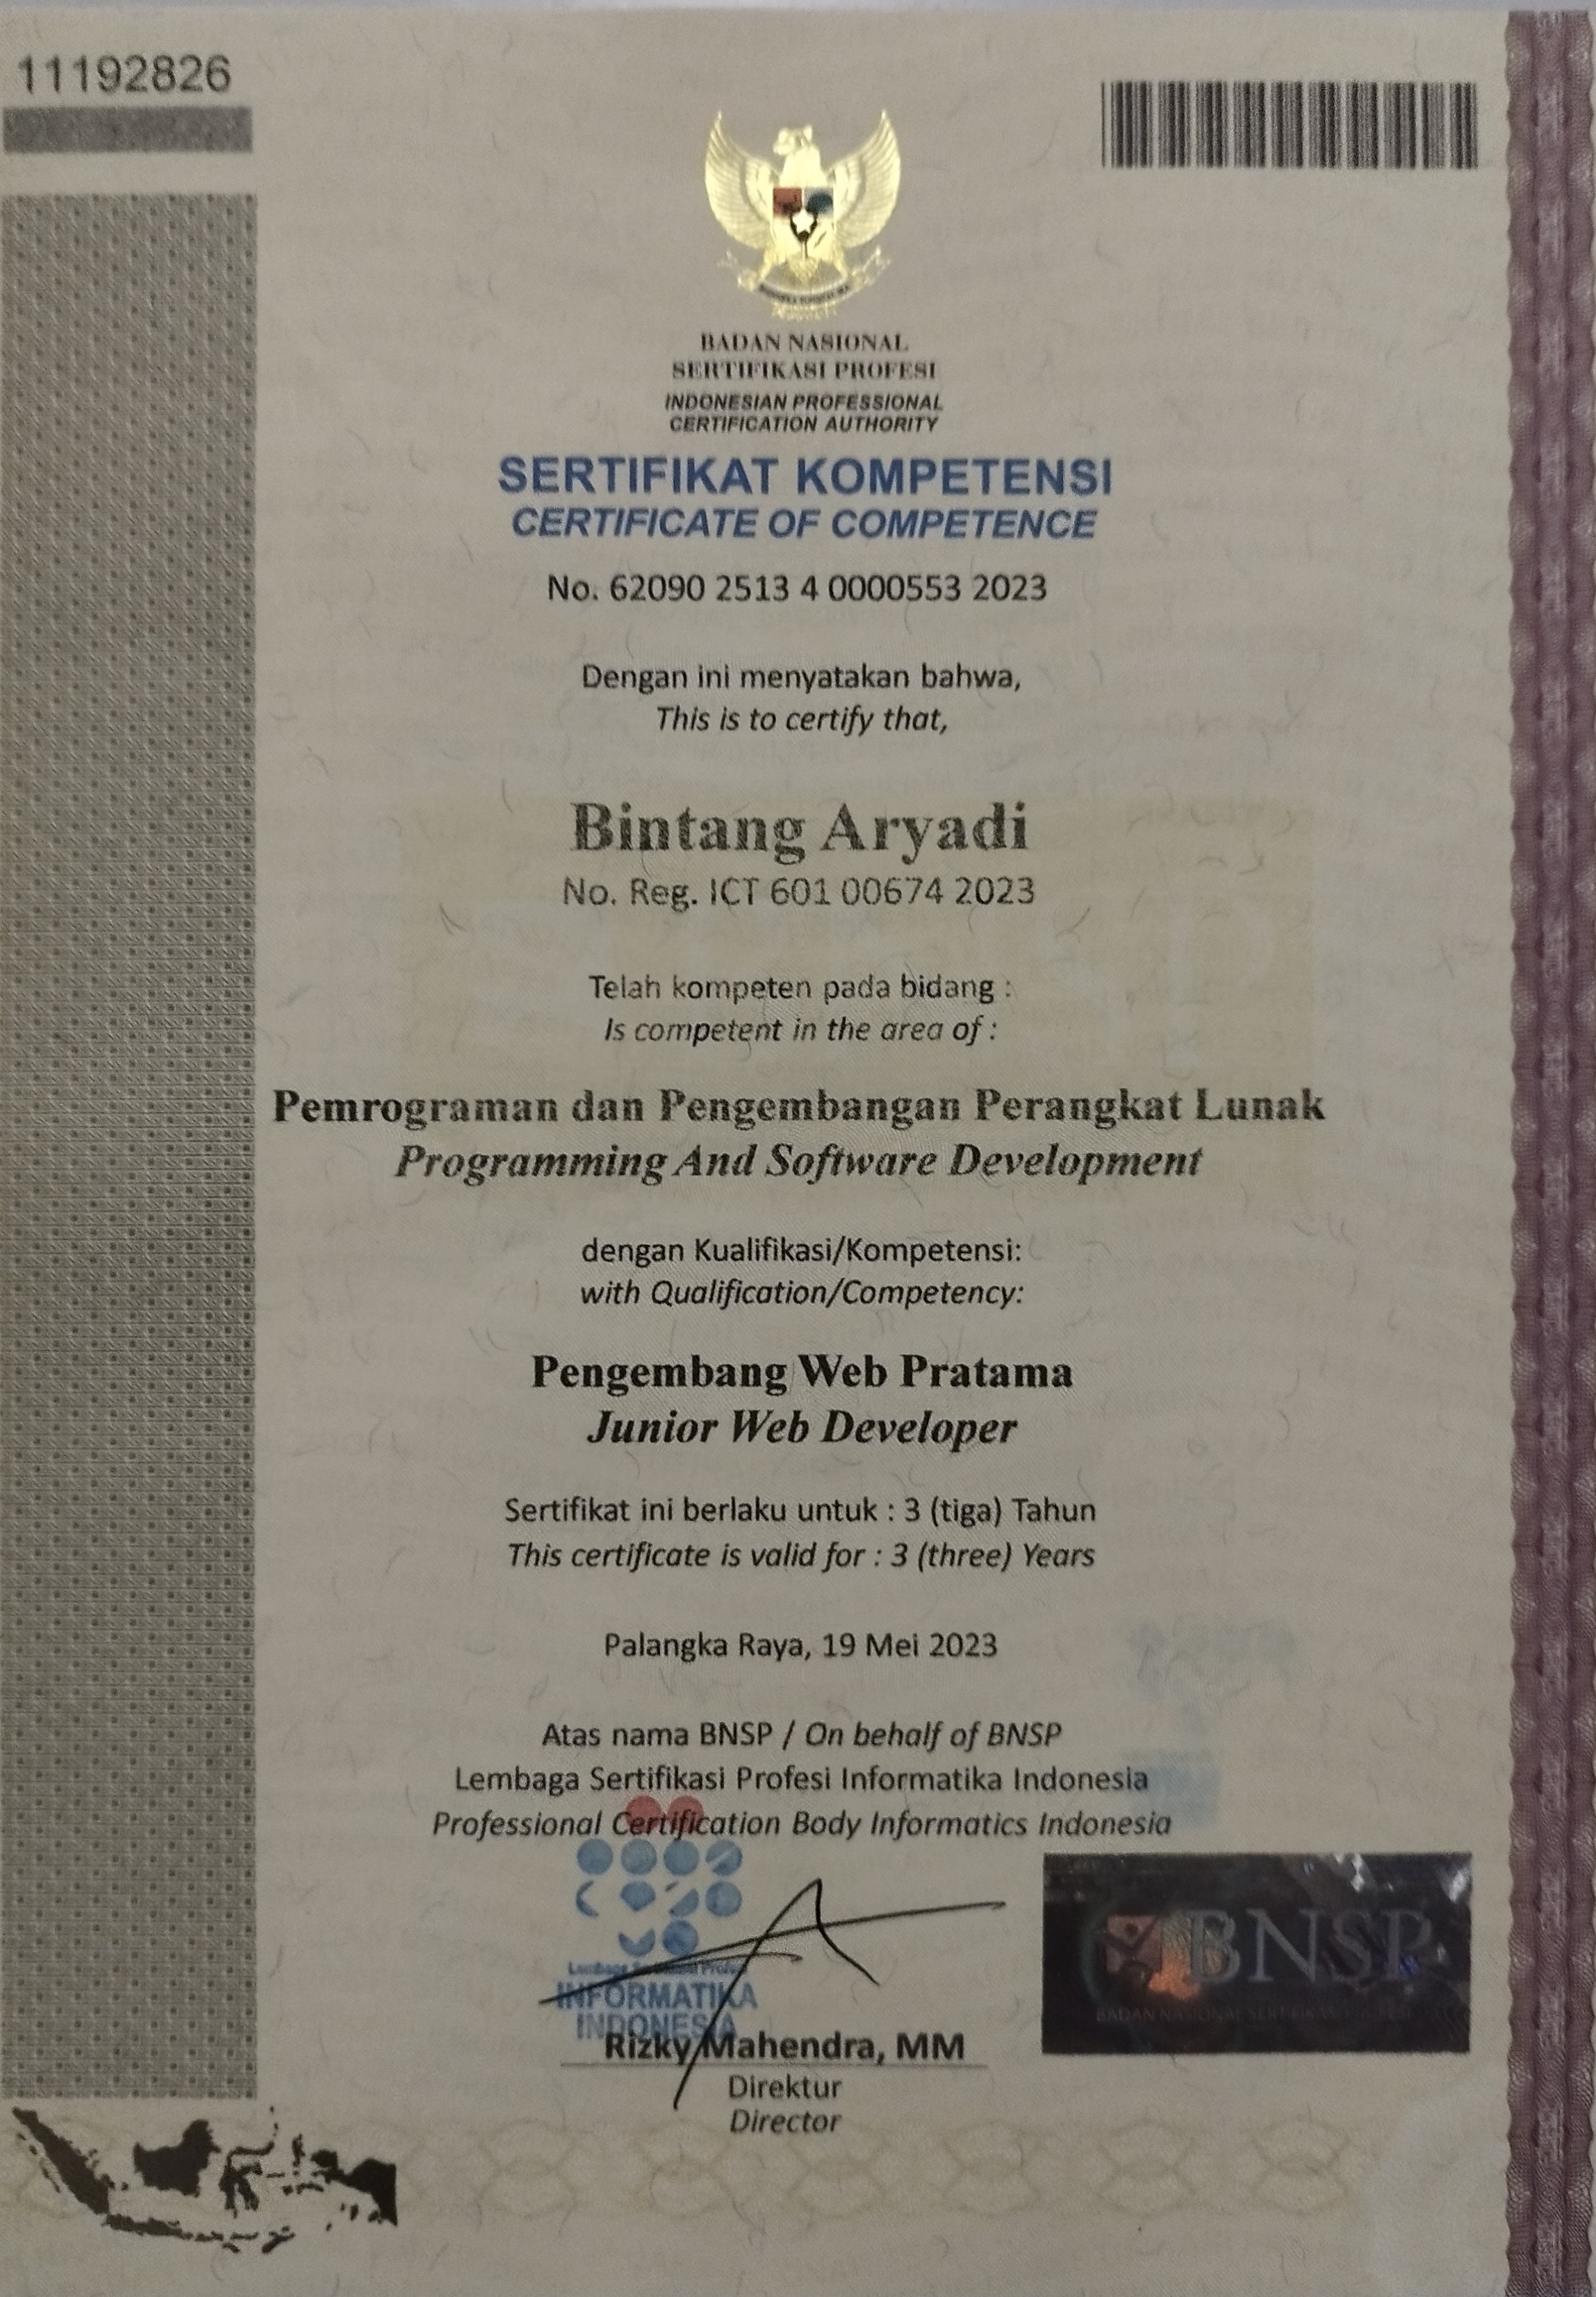 11192826
BADAN NASIONAL
SERTIFIKASI PROFESI
INDONESIAN PROFESSIONAL
CERTIFICATION AUTHORITY
SERTIFIKAT KOMPETENSI
CERTIFICATE OF COMPETENCE
No. 62090 2513 4 0000553 2023
Dengan ini menyatakan bahwa,
This is to certify that,
Bintang Aryadi
No. Reg. ICT 601 00674 2023
Telah kompeten pada bidang :
Is competent in the area of :
Pemrograman dan Pengembangan Perangkat Lunak
Programming And Software Development
dengan Kualifikasi/Kompetensi:
with Qualification/Competency:
Pengembang Web Pratama
Junior Web Developer
Sertifikat ini berlaku untuk : 3 (tiga) Tahun
This certificate is valid for : 3 (three) Years
Palangka Raya, 19 Mei 2023
Atas nama BNSP / On behalf of BNSP
Lembaga Sertifikasi Profesi Informatika Indonesia
Professional Certification Body Informatics Indonesia
Lembaga Sertifikasi Profesi
INFORMATIKA
INDONESIA
BNSP
BADAN NASIONAL SERTIFIKASI PROFESI
Rizky Mahendra, MM
Direktur
Director